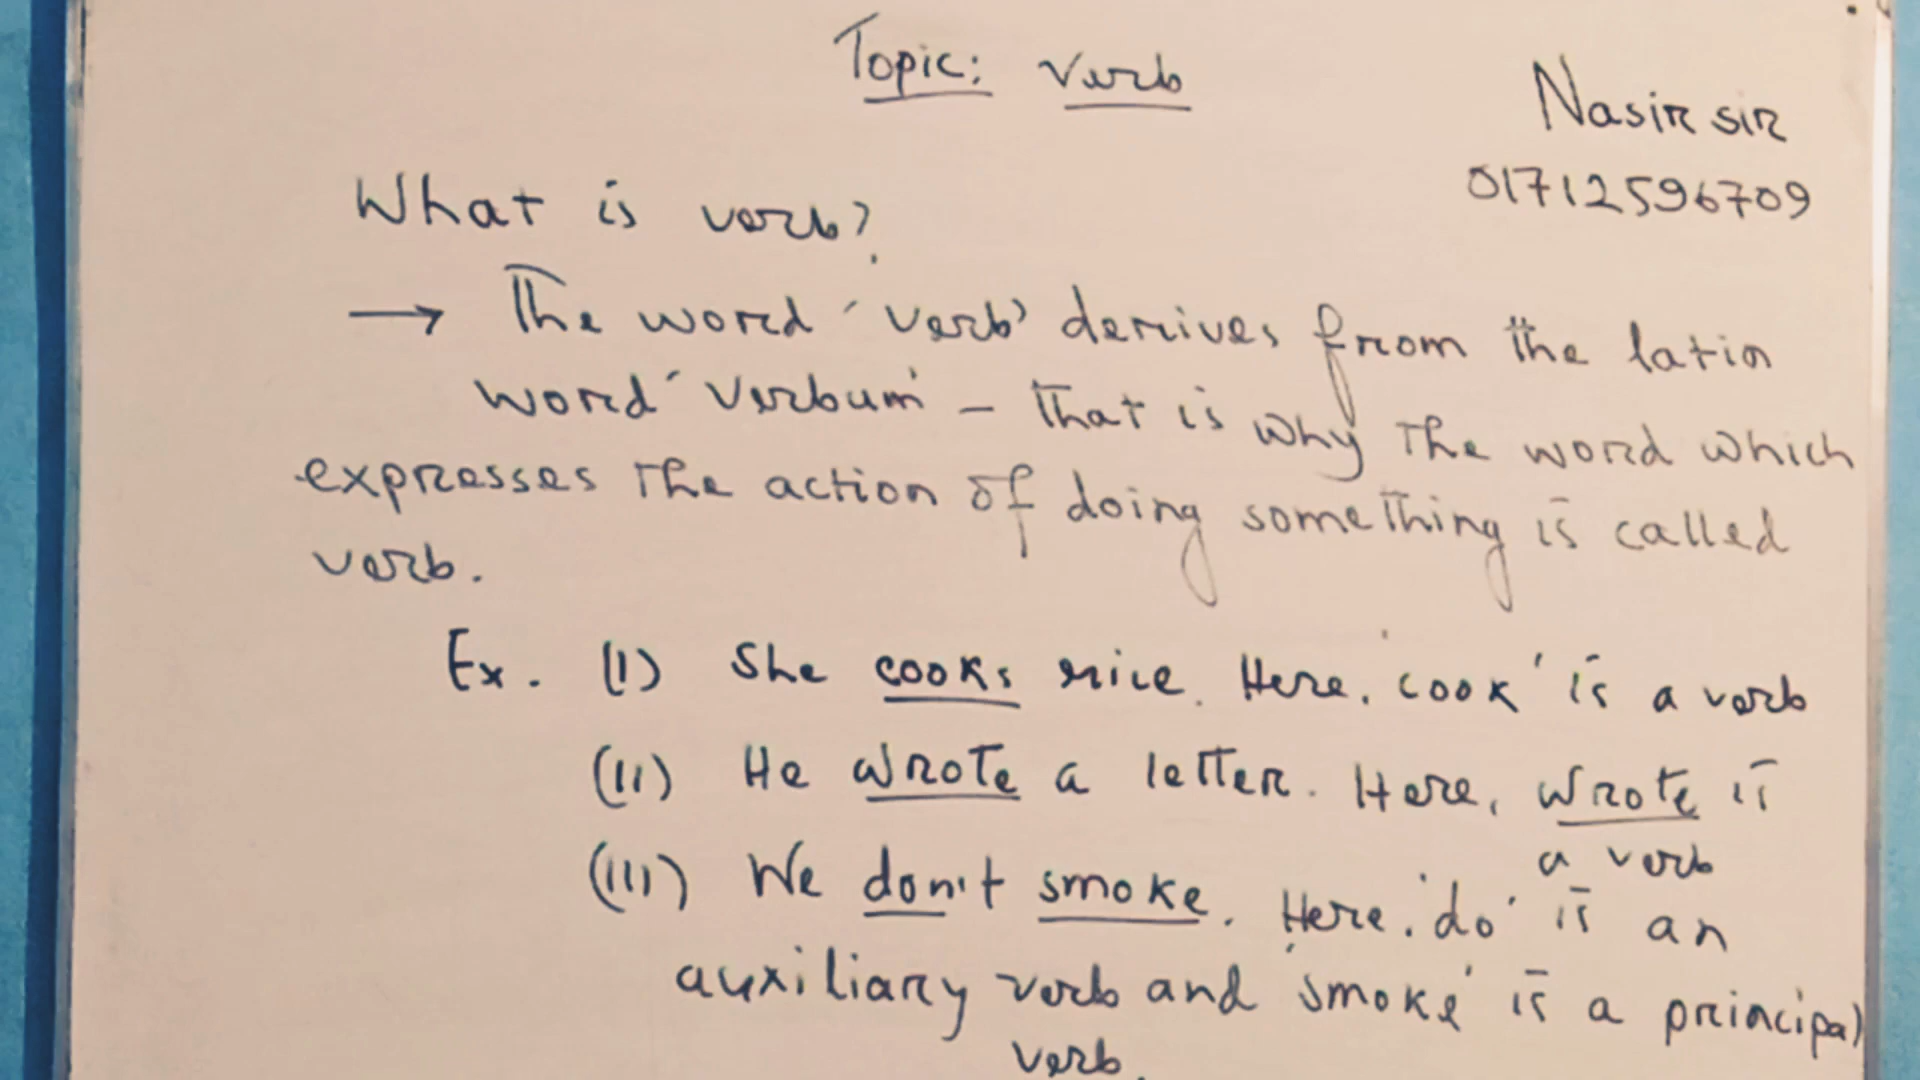 Topic: Verb
Nasir sir
01712596709
What is verb?
→ The word 'verb' derives from the latin
word 'Verbum' – that is why the word which
expresses the action of doing something is called
verb.
Ex. (I) She cooks rice. Here, 'cook' is a verb
(II) He wrote a letter. Here, wrote is
a verb
(III) We don't smoke. Here, 'do' is an
auxiliary verb and 'smoke' is a principal
verb.